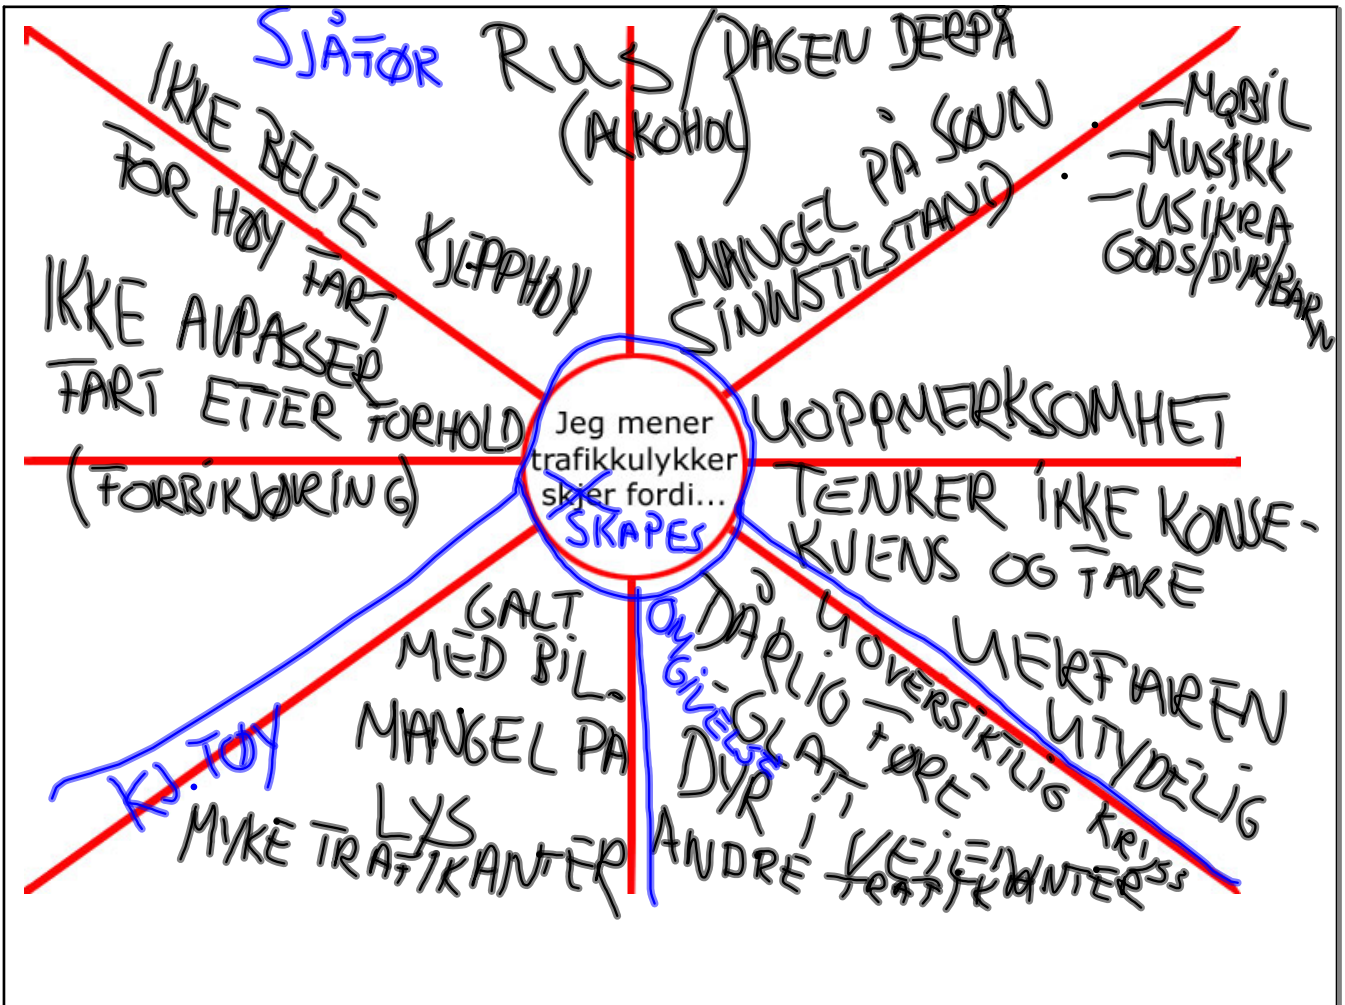 SJÅFØR
RUS / DAGEN DERPÅ
(ALKOHOL)
IKKE BELTE
FOR HØY FART
KJEPPHØY
IKKE AVPASSER
FART ETTER FORHOLD
(FORBIKJØRING)
MANGEL PÅ SØVN
SINNSTILSTAND
- MOBIL
- MUSIKK
- USIKRA
GODS/DYR/BARN
UOPPMERKSOMHET
Jeg mener
trafikkulykker
skjer fordi...
SKAPES
TENKER IKKE KONSE-
KVENS OG FARE
UERFAREN
UTYDELIG
KRYSS
UOVERSIKTLIG
DÅRLIG FØRE
- GLATT
OMGIVELSE
DYR I VEIEN
ANDRE TRAFIKANTER
GALT
MED BIL.
MANGEL PÅ
LYS
MYKE TRAFIKANTER
KJ.TØY